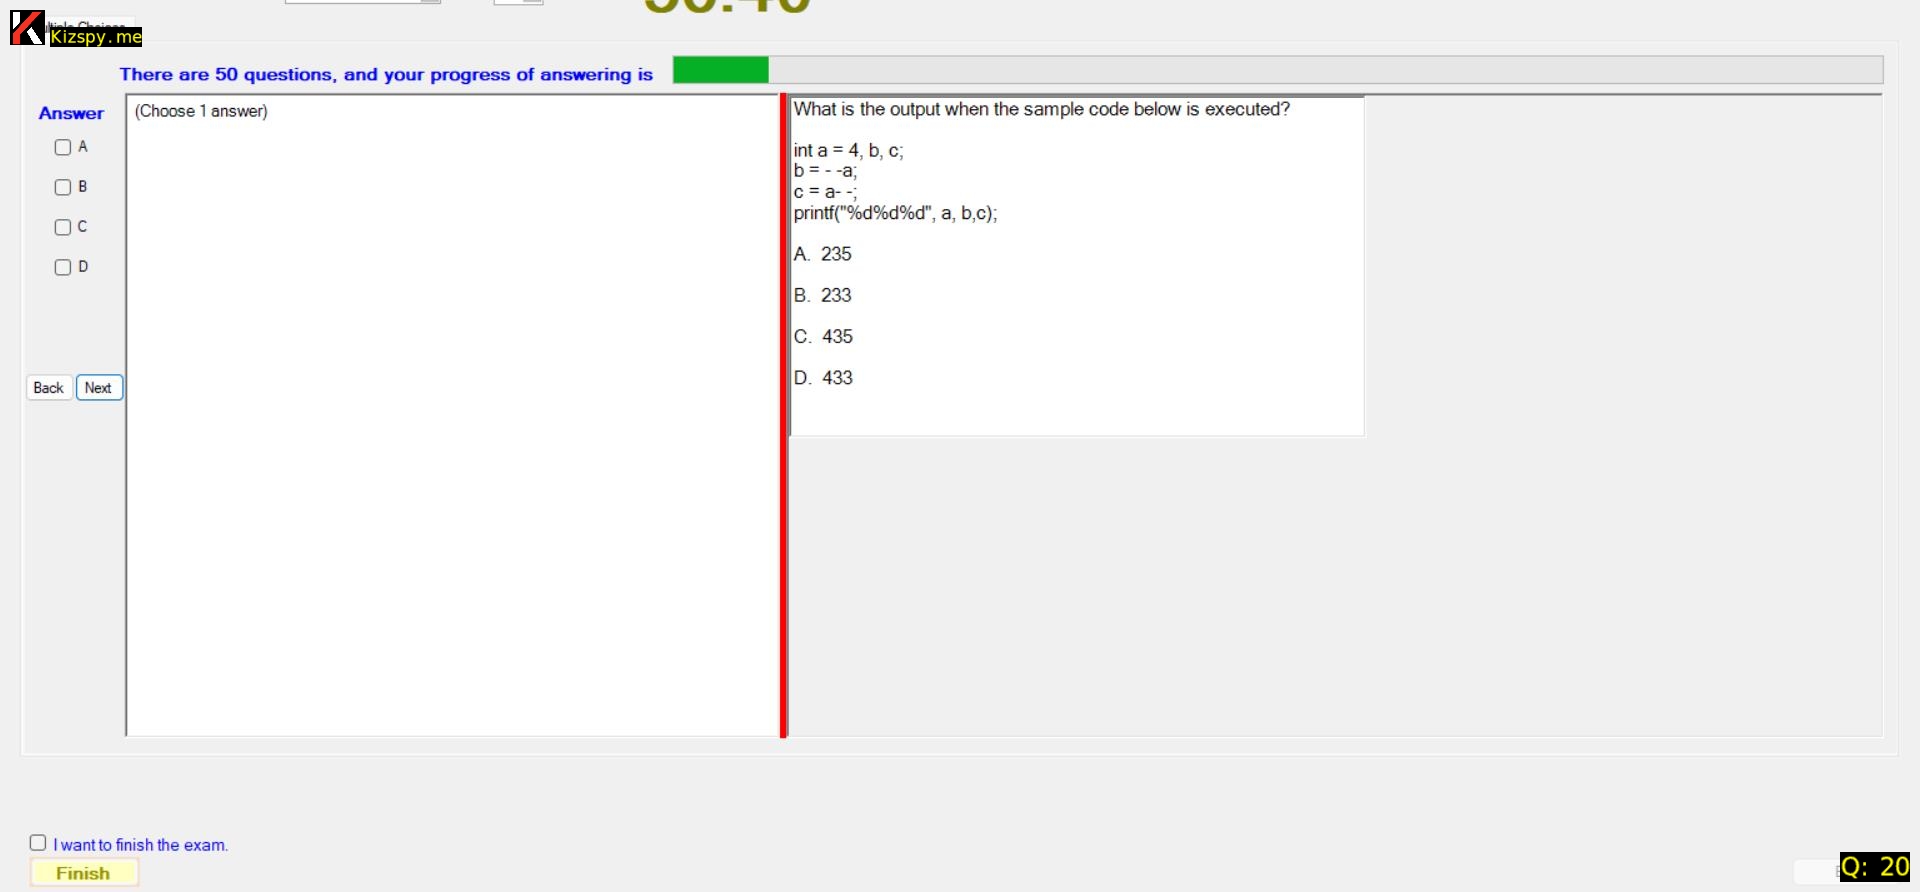 Kizspy.me
There are 50 questions, and your progress of answering is
Answer
(Choose 1 answer)
A
B
C
D
Back
Next
What is the output when the sample code below is executed?
int a = 4, b, c;
b = - -a;
c = a- -;
printf("%d%d%d", a, b,c);
A. 235
B. 233
C. 435
D. 433
I want to finish the exam.
Finish
Q: 20